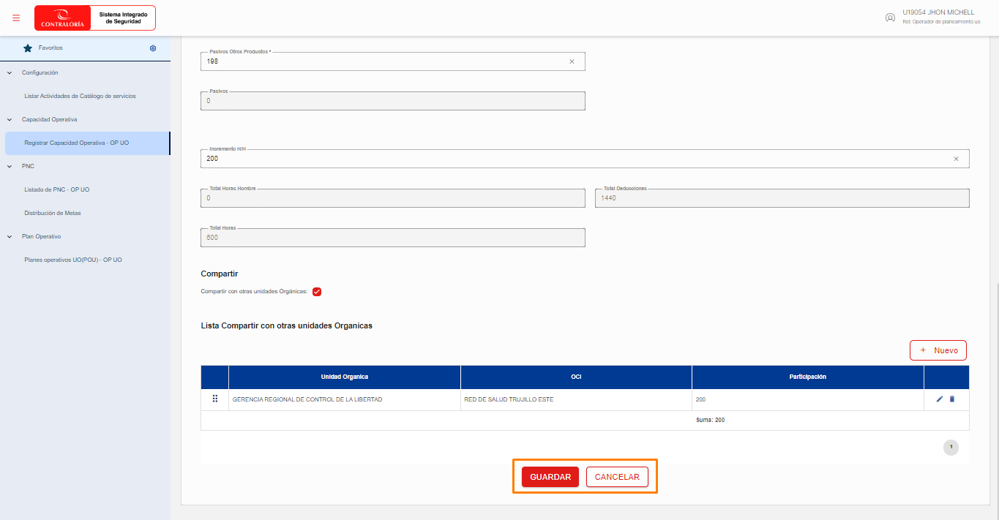 CONTRALORÍA
Sistema Integrado
de Seguridad
U19054 JHON MICHELL
Rol: Operador de planeamiento uo
Favoritos
Configuración
Listar Actividades de Catálogo de servicios
Capacidad Operativa
Registrar Capacidad Operativa - OP UO
PNC
Listado de PNC - OP UO
Distribución de Metas
Plan Operativo
Planes operativos UO(POU) - OP UO
Pasivos Otros Productos *
198
Pasivos
0
Incremento H/H
200
Total Horas Hombre
0
Total Deducciones
1440
Total Horas
600
Compartir
Compartir con otras unidades Orgánicas:
Lista Compartir con otras unidades Organicas
+ Nuevo
Unidad Organica OCI Participación
GERENCIA REGIONAL DE CONTROL DE LA LIBERTAD RED DE SALUD TRUJILLO ESTE 200
Suma: 200
1
GUARDAR CANCELAR